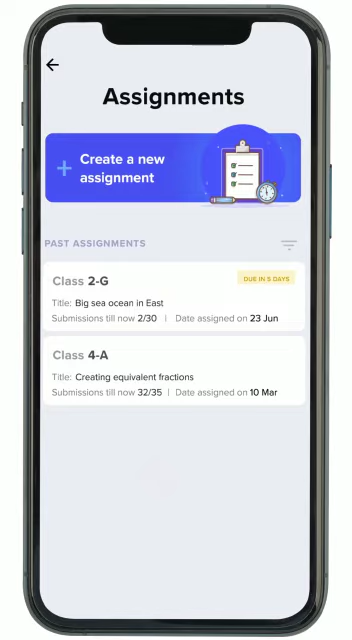 Assignments
+ Create a new
assignment
PAST ASSIGNMENTS
Class 2-G
DUE IN 5 DAYS
Title: Big sea ocean in East
Submissions till now 2/30 | Date assigned on 23 Jun
Class 4-A
Title: Creating equivalent fractions
Submissions till now 32/35 | Date assigned on 10 Mar